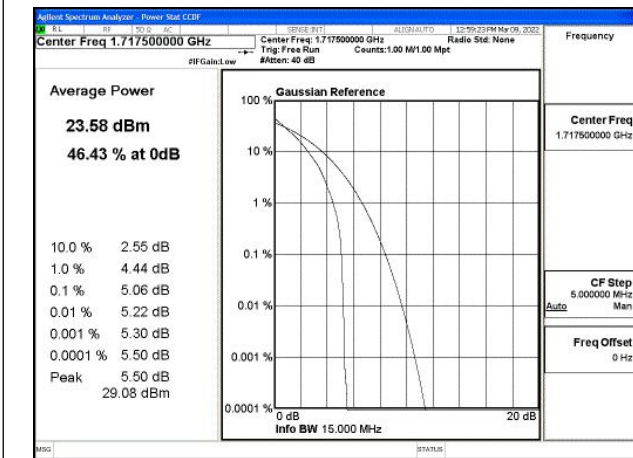 Agilent Spectrum Analyzer - Power Stat CCDF
RL RF 50 Ω AC SENSE:INT ALIGN AUTO 12:59:23 PM Mar 09, 2022
Center Freq 1.717500000 GHz
Center Freq: 1.717500000 GHz Radio Std: None
Trig: Free Run Counts:1.00 M/1.00 Mpt
#IFGain:Low #Atten: 40 dB
Frequency
Average Power
23.58 dBm
46.43 % at 0dB
10.0 % 2.55 dB
1.0 % 4.44 dB
0.1 % 5.06 dB
0.01 % 5.22 dB
0.001 % 5.30 dB
0.0001 % 5.50 dB
Peak 5.50 dB
29.08 dBm
Gaussian Reference
100 %
10 %
1 %
0.1 %
0.01 %
0.001 %
0.0001 %
0 dB 20 dB
Info BW 15.000 MHz
Center Freq
1.717500000 GHz
CF Step
5.000000 MHz
Auto Man
Freq Offset
0 Hz
MSG STATUS